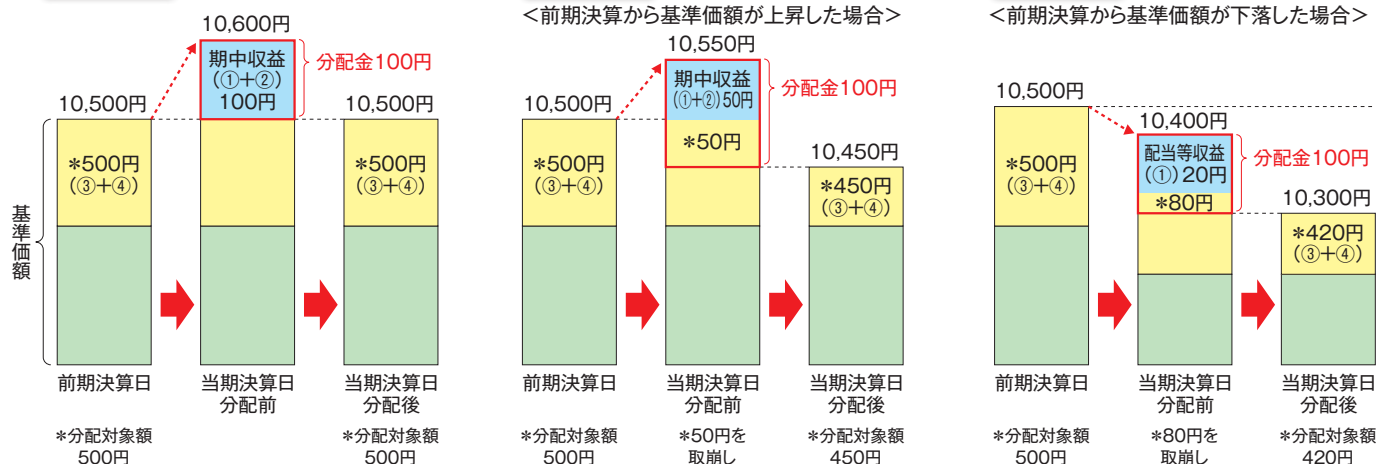 10,600円
期中収益
(①+②)
100円
分配金100円
10,500円
10,500円
*500円
(③+④)
*500円
(③+④)
基準価額
前期決算日
当期決算日
分配前
当期決算日
分配後
*分配対象額
500円
*分配対象額
500円
<前期決算から基準価額が上昇した場合>
10,550円
期中収益
(①+②)50円
分配金100円
10,500円
*50円
*500円
(③+④)
10,450円
*450円
(③+④)
前期決算日
当期決算日
分配前
当期決算日
分配後
*分配対象額
500円
*50円を
取崩し
*分配対象額
450円
<前期決算から基準価額が下落した場合>
10,500円
10,400円
配当等収益
(①)20円
分配金100円
*500円
(③+④)
*80円
10,300円
*420円
(③+④)
前期決算日
当期決算日
分配前
当期決算日
分配後
*分配対象額
500円
*80円を
取崩し
*分配対象額
420円